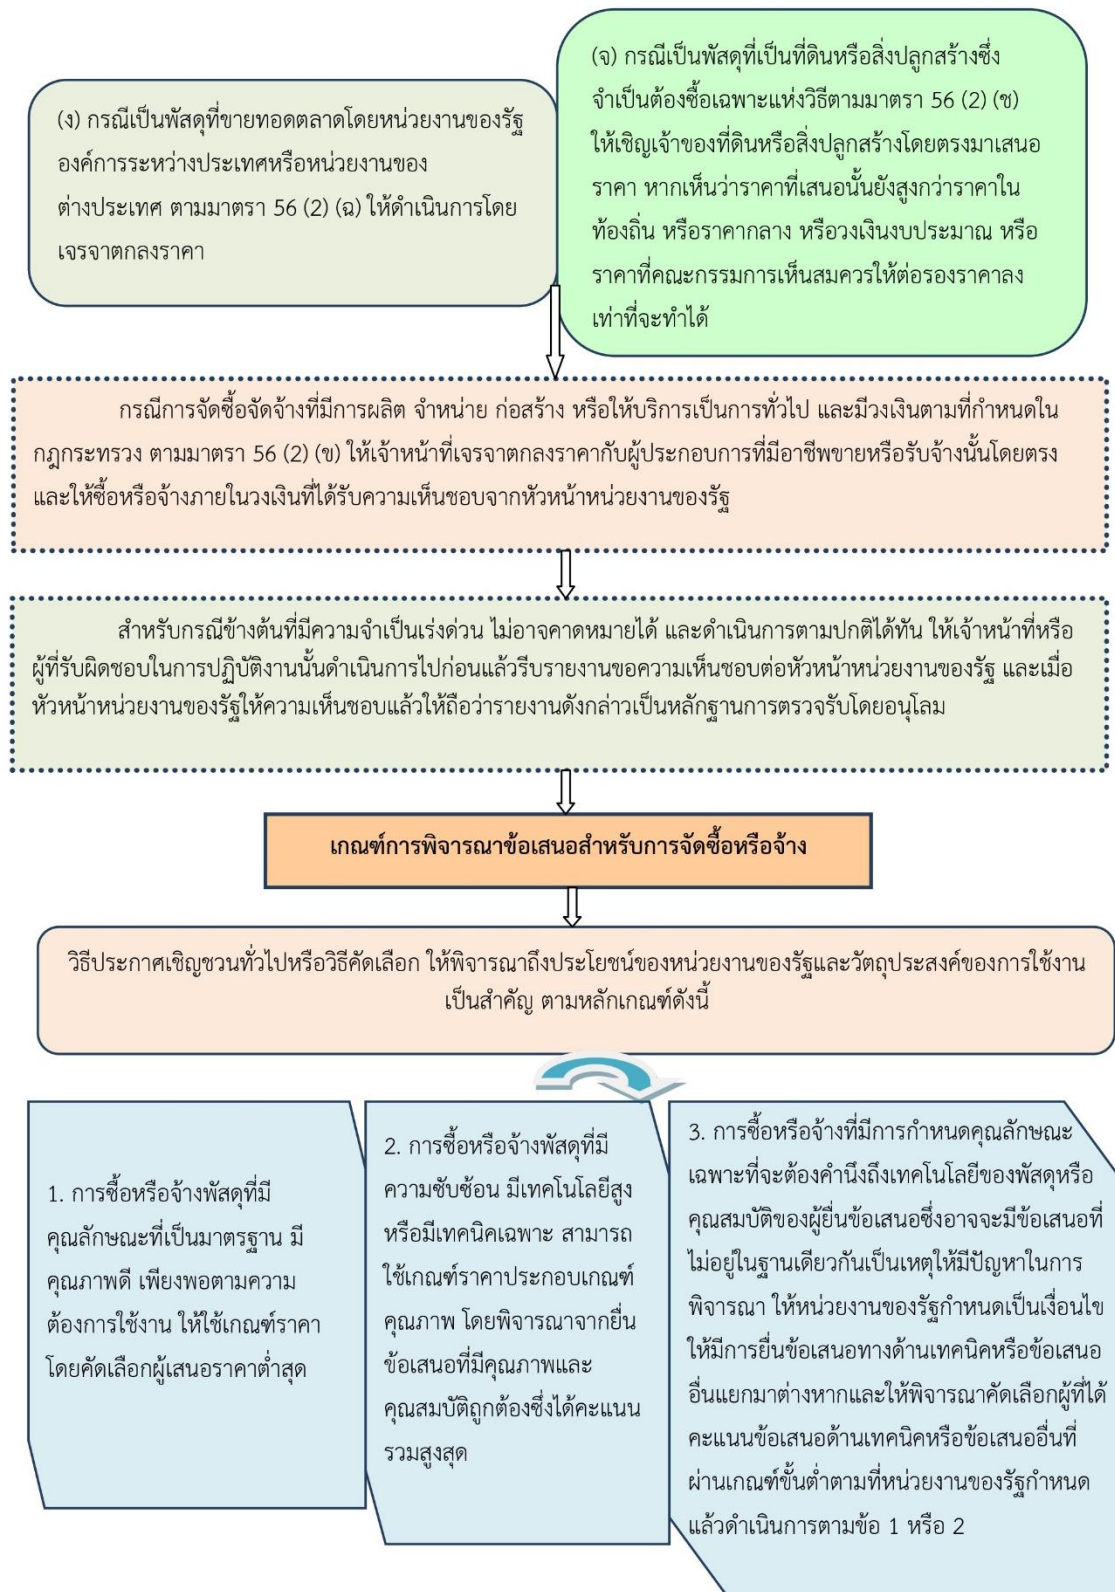 (ง) กรณีเป็นพัสดุที่ขายทอดตลาดโดยหน่วยงานของรัฐ
องค์การระหว่างประเทศหรือหน่วยงานของ
ต่างประเทศ ตามมาตรา 56 (2) (ฉ) ให้ดำเนินการโดย
เจรจาตกลงราคา
(จ) กรณีเป็นพัสดุที่เป็นที่ดินหรือสิ่งปลูกสร้างซึ่ง
จำเป็นต้องซื้อเฉพาะแห่งวิธีตามมาตรา 56 (2) (ช)
ให้เชิญเจ้าของที่ดินหรือสิ่งปลูกสร้างโดยตรงมาเสนอ
ราคา หากเห็นว่าราคาที่เสนอนั้นยังสูงกว่าราคาใน
ท้องถิ่น หรือราคากลาง หรือวงเงินงบประมาณ หรือ
ราคาที่คณะกรรมการเห็นสมควรให้ต่อรองราคาลง
เท่าที่จะทำได้
กรณีการจัดซื้อจัดจ้างที่มีการผลิต จำหน่าย ก่อสร้าง หรือให้บริการเป็นการทั่วไป และมีวงเงินตามที่กำหนดใน
กฎกระทรวง ตามมาตรา 56 (2) (ข) ให้เจ้าหน้าที่เจรจาตกลงราคากับผู้ประกอบการที่มีอาชีพขายหรือรับจ้างนั้นโดยตรง
และให้ซื้อหรือจ้างภายในวงเงินที่ได้รับความเห็นชอบจากหัวหน้าหน่วยงานของรัฐ
สำหรับกรณีข้างต้นที่มีความจำเป็นเร่งด่วน ไม่อาจคาดหมายได้ และดำเนินการตามปกติได้ทัน ให้เจ้าหน้าที่หรือ
ผู้ที่รับผิดชอบในการปฏิบัติงานนั้นดำเนินการไปก่อนแล้วรีบรายงานขอความเห็นชอบต่อหัวหน้าหน่วยงานของรัฐ และเมื่อ
หัวหน้าหน่วยงานของรัฐให้ความเห็นชอบแล้วให้ถือว่ารายงานดังกล่าวเป็นหลักฐานการตรวจรับโดยอนุโลม
เกณฑ์การพิจารณาข้อเสนอสำหรับการจัดซื้อหรือจ้าง
วิธีประกาศเชิญชวนทั่วไปหรือวิธีคัดเลือก ให้พิจารณาถึงประโยชน์ของหน่วยงานของรัฐและวัตถุประสงค์ของการใช้งาน
เป็นสำคัญ ตามหลักเกณฑ์ดังนี้
1. การซื้อหรือจ้างพัสดุที่มี
คุณลักษณะที่เป็นมาตรฐาน มี
คุณภาพดี เพียงพอตามความ
ต้องการใช้งาน ให้ใช้เกณฑ์ราคา
โดยคัดเลือกผู้เสนอราคาต่ำสุด
2. การซื้อหรือจ้างพัสดุที่มี
ความซับซ้อน มีเทคโนโลยีสูง
หรือมีเทคนิคเฉพาะ สามารถ
ใช้เกณฑ์ราคาประกอบเกณฑ์
คุณภาพ โดยพิจารณาจากยื่น
ข้อเสนอที่มีคุณภาพและ
คุณสมบัติถูกต้องซึ่งได้คะแนน
รวมสูงสุด
3. การซื้อหรือจ้างที่มีการกำหนดคุณลักษณะ
เฉพาะที่จะต้องคำนึงถึงเทคโนโลยีของพัสดุหรือ
คุณสมบัติของผู้ยื่นข้อเสนอซึ่งอาจจะมีข้อเสนอที่
ไม่อยู่ในฐานเดียวกันเป็นเหตุให้มีปัญหาในการ
พิจารณา ให้หน่วยงานของรัฐกำหนดเป็นเงื่อนไข
ให้มีการยื่นข้อเสนอทางด้านเทคนิคหรือข้อเสนอ
อื่นแยกมาต่างหากและให้พิจารณาคัดเลือกผู้ที่ได้
คะแนนข้อเสนอด้านเทคนิคหรือข้อเสนออื่นที่
ผ่านเกณฑ์ขั้นต่ำตามที่หน่วยงานของรัฐกำหนด
แล้วดำเนินการตามข้อ 1 หรือ 2